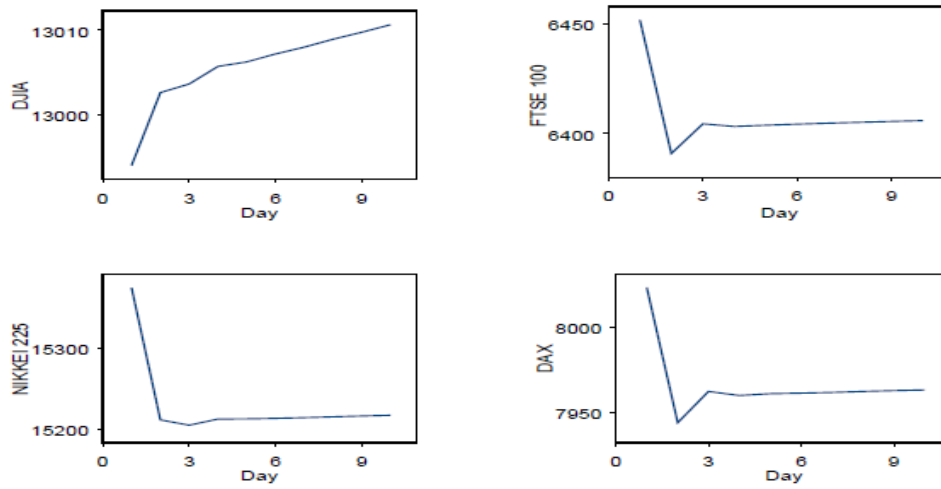 DJIA
13010
13000
0 3 6 9
Day
FTSE 100
6450
6400
0 3 6 9
Day
NIKKEI 225
15300
15200
0 3 6 9
Day
DAX
8000
7950
0 3 6 9
Day